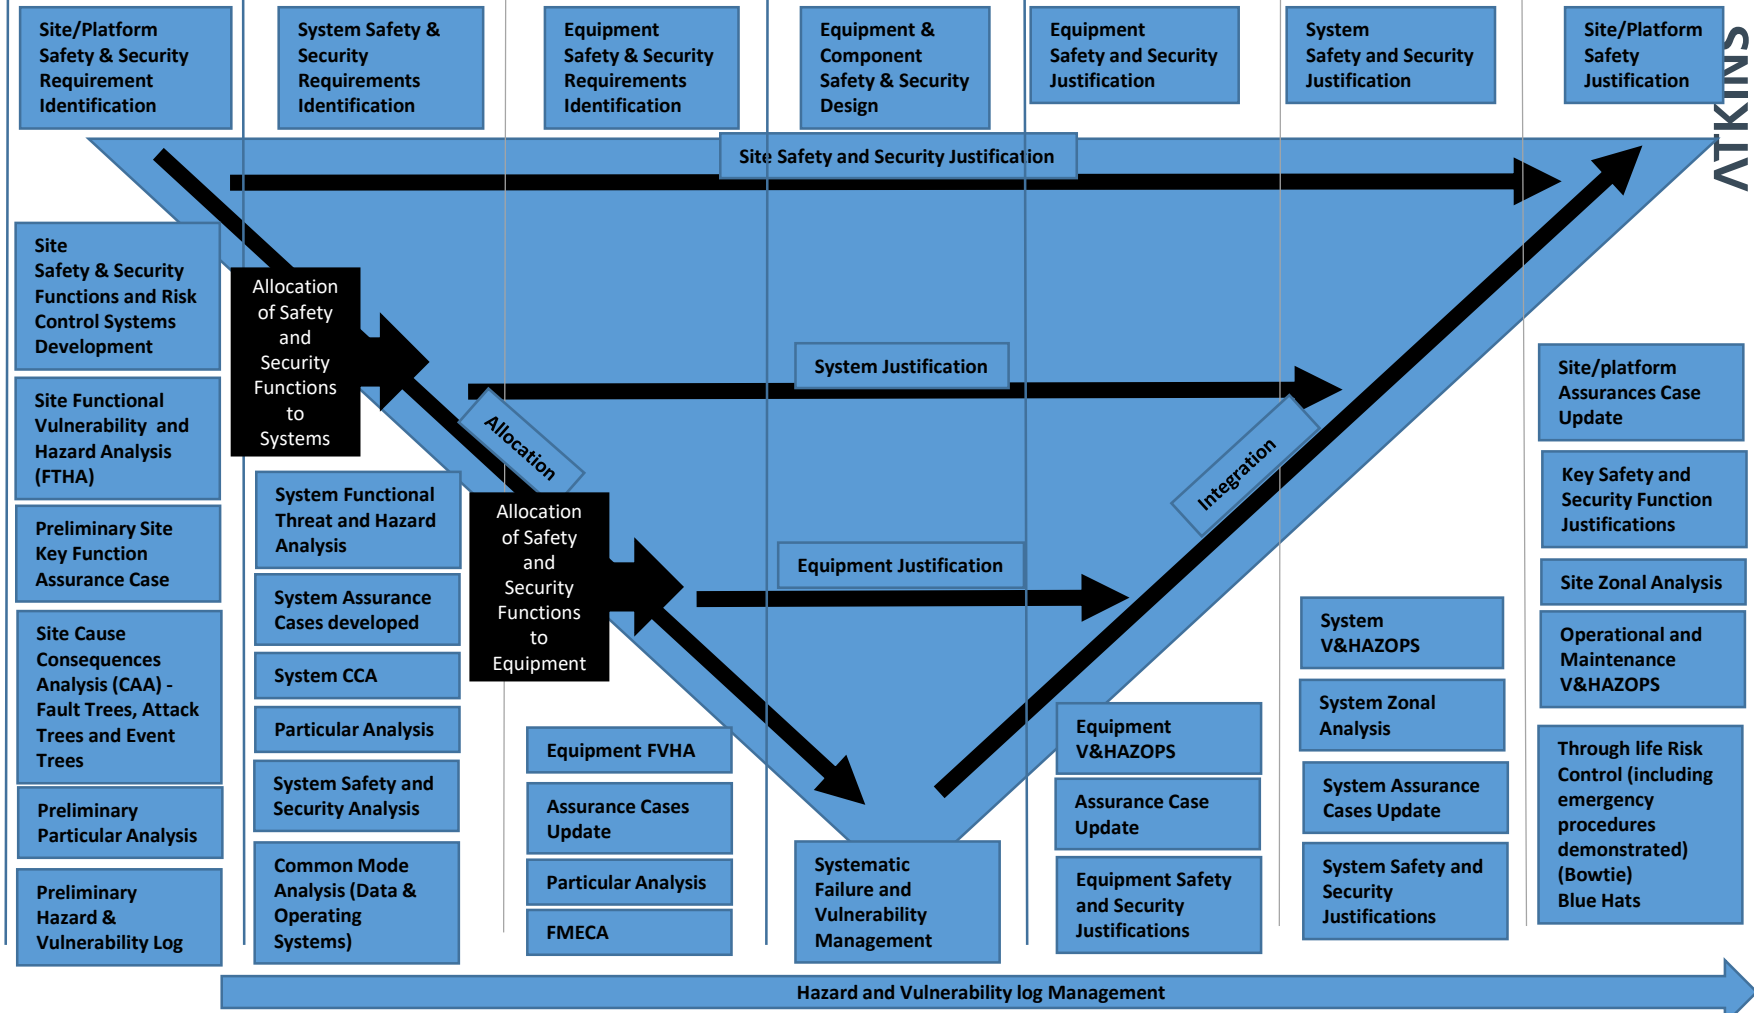 Site/Platform
Safety & Security
Requirement
Identification
System Safety &
Security
Requirements
Identification
Equipment
Safety & Security
Requirements
Identification
Equipment &
Component
Safety & Security
Design
Equipment
Safety and Security
Justification
System
Safety and Security
Justification
Site/Platform
Safety
Justification
ATKINS
Site Safety and Security Justification
Site
Safety & Security
Functions and Risk
Control Systems
Development
Site Functional
Vulnerability and
Hazard Analysis
(FTHA)
Preliminary Site
Key Function
Assurance Case
Site Cause
Consequences
Analysis (CAA) -
Fault Trees, Attack
Trees and Event
Trees
Preliminary
Particular Analysis
Preliminary
Hazard &
Vulnerability Log
Allocation
of Safety
and
Security
Functions
to
Systems
System Functional
Threat and Hazard
Analysis
System Assurance
Cases developed
System CCA
Particular Analysis
System Safety and
Security Analysis
Common Mode
Analysis (Data &
Operating
Systems)
Allocation
Allocation
of Safety
and
Security
Functions
to
Equipment
Equipment FVHA
Assurance Cases
Update
Particular Analysis
FMECA
System Justification
Equipment Justification
Systematic
Failure and
Vulnerability
Management
Integration
Equipment
V&HAZOPS
Assurance Case
Update
Equipment Safety
and Security
Justifications
System
V&HAZOPS
System Zonal
Analysis
System Assurance
Cases Update
System Safety and
Security
Justifications
Site/platform
Assurances Case
Update
Key Safety and
Security Function
Justifications
Site Zonal Analysis
Operational and
Maintenance
V&HAZOPS
Through life Risk
Control (including
emergency
procedures
demonstrated)
(Bowtie)
Blue Hats
Hazard and Vulnerability log Management